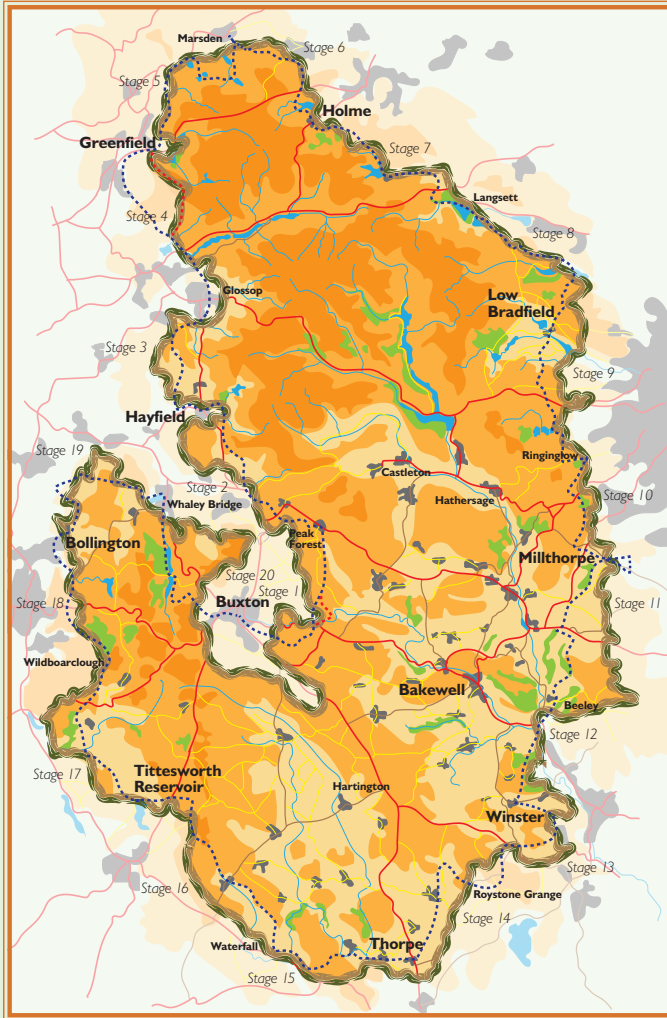 Marsden
Stage 6
Stage 5
Holme
Greenfield
Stage 7
Langsett
Stage 4
Stage 8
Glossop
Low
Bradfield
Stage 3
Stage 9
Hayfield
Ringinglow
Stage 19
Castleton
Stage 2
Hathersage
Stage 10
Whaley Bridge
Peak
Forest
Bollington
Millthorpe
Stage 20
Stage 1
Buxton
Stage 18
Stage 11
Wildboarclough
Bakewell
Beeley
Stage 12
Stage 17
Tittesworth
Reservoir
Hartington
Winster
Stage 13
Stage 16
Roystone Grange
Stage 14
Waterfall
Thorpe
Stage 15